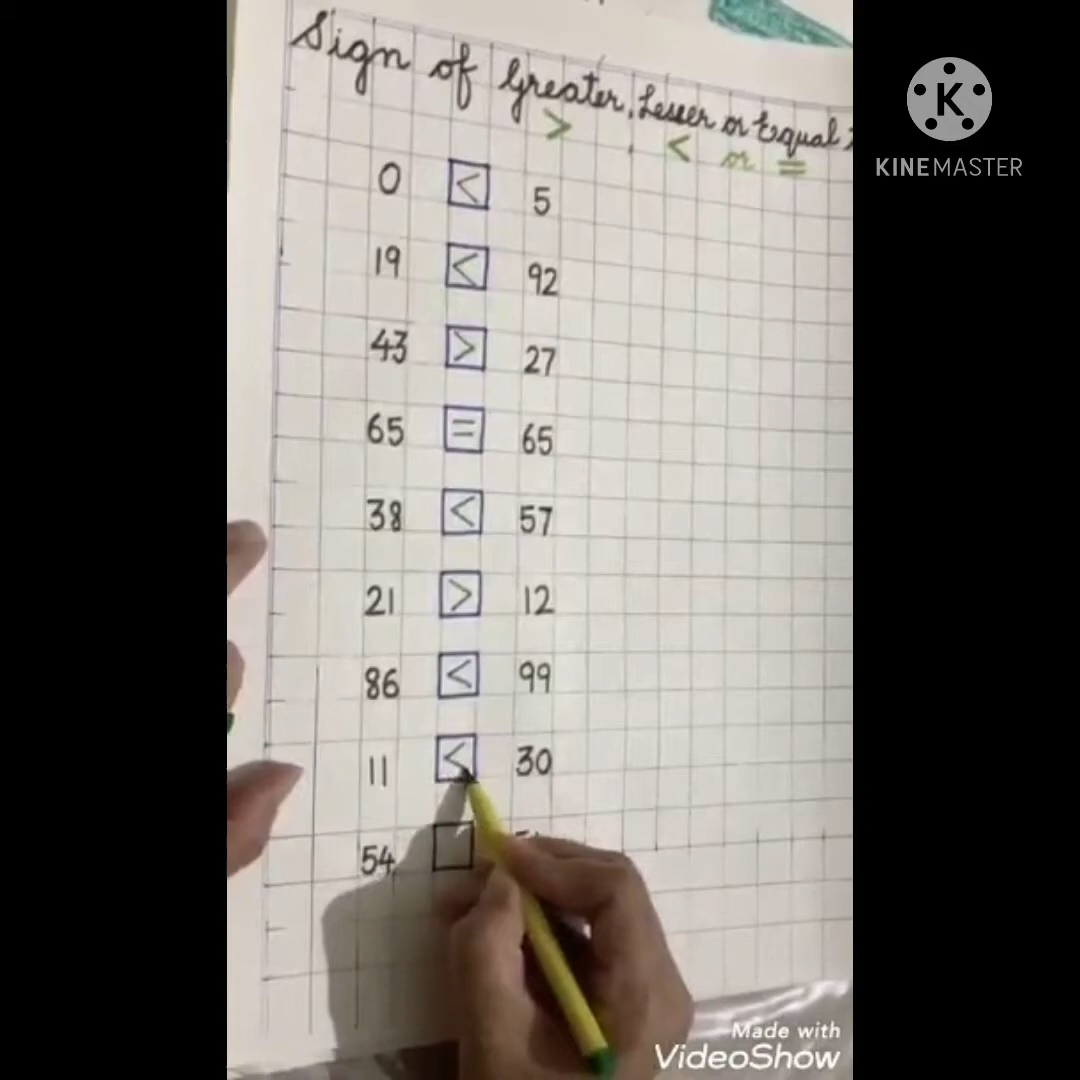 Sign of Greater, Lesser or Equal
> , < or =
0 < 5
19 < 92
43 > 27
65 = 65
38 < 57
21 > 12
86 < 99
11 < 30
54
KINEMASTER
Made with
VideoShow